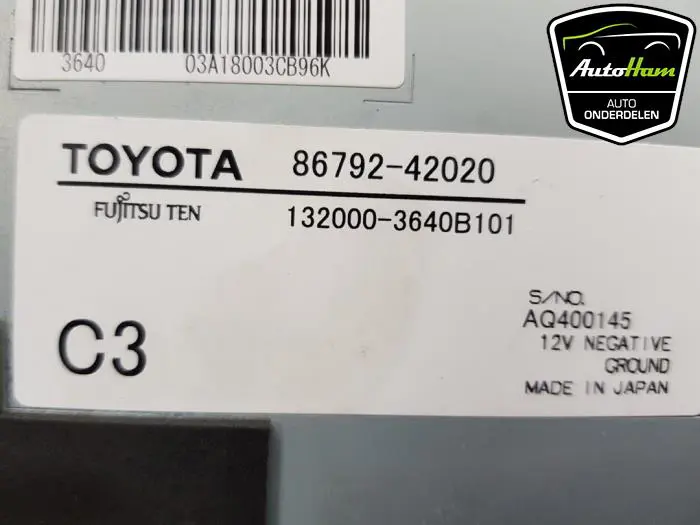 3640 03A18003CB96K
AutoHam
AUTO
ONDERDELEN
TOYOTA 86792-42020
FUJITSU TEN 132000-3640B101
C3
S/NO.
AQ400145
12V NEGATIVE
GROUND
MADE IN JAPAN